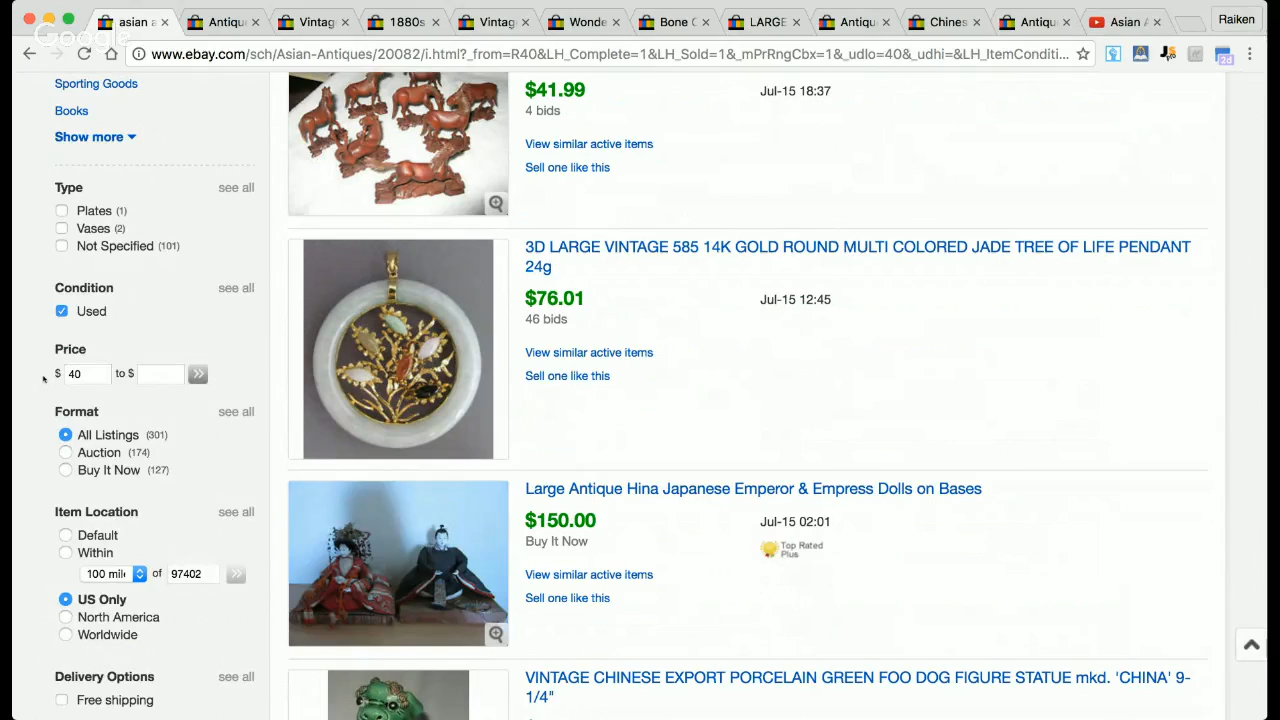 asian a
Antiqu
Vintag
1880s
Vintag
Wonde
Bone C
LARGE
Antiqu
Chines
Antiqu
Asian A
Raiken
Google
www.ebay.com/sch/Asian-Antiques/20082/i.html?_from=R40&LH_Complete=1&LH_Sold=1&_mPrRngCbx=1&_udlo=40&_udhi=&LH_ItemConditi...
2d
Sporting Goods
Books
Show more
Type see all
Plates (1)
Vases (2)
Not Specified (101)
Condition see all
Used
Price
$ 40 to $
Format see all
All Listings (301)
Auction (174)
Buy It Now (127)
Item Location see all
Default
Within
100 mile of 97402
US Only
North America
Worldwide
Delivery Options see all
Free shipping
$41.99 Jul-15 18:37
4 bids
View similar active items
Sell one like this
3D LARGE VINTAGE 585 14K GOLD ROUND MULTI COLORED JADE TREE OF LIFE PENDANT
24g
$76.01 Jul-15 12:45
46 bids
View similar active items
Sell one like this
Large Antique Hina Japanese Emperor & Empress Dolls on Bases
$150.00 Jul-15 02:01
Buy It Now Top Rated
Plus
View similar active items
Sell one like this
VINTAGE CHINESE EXPORT PORCELAIN GREEN FOO DOG FIGURE STATUE mkd. 'CHINA' 9-
1/4"